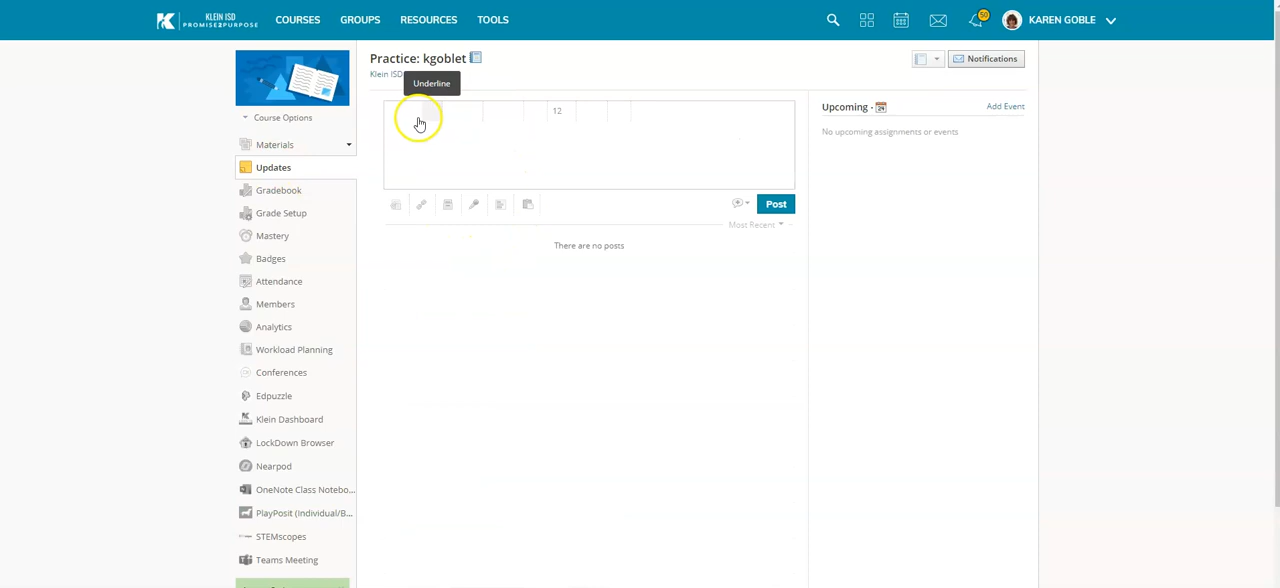 KLEIN ISD
PROMISE2PURPOSE
COURSES
GROUPS
RESOURCES
TOOLS
50
KAREN GOBLE
Practice: kgoblet
Klein ISD
Underline
Notifications
Course Options
Materials
Updates
Gradebook
Grade Setup
Mastery
Badges
Attendance
Members
Analytics
Workload Planning
Conferences
Edpuzzle
Klein Dashboard
LockDown Browser
Nearpod
OneNote Class Notebo...
PlayPosit (Individual/B...
STEMscopes
Teams Meeting
12
Post
Most Recent
There are no posts
Upcoming ·
Add Event
No upcoming assignments or events